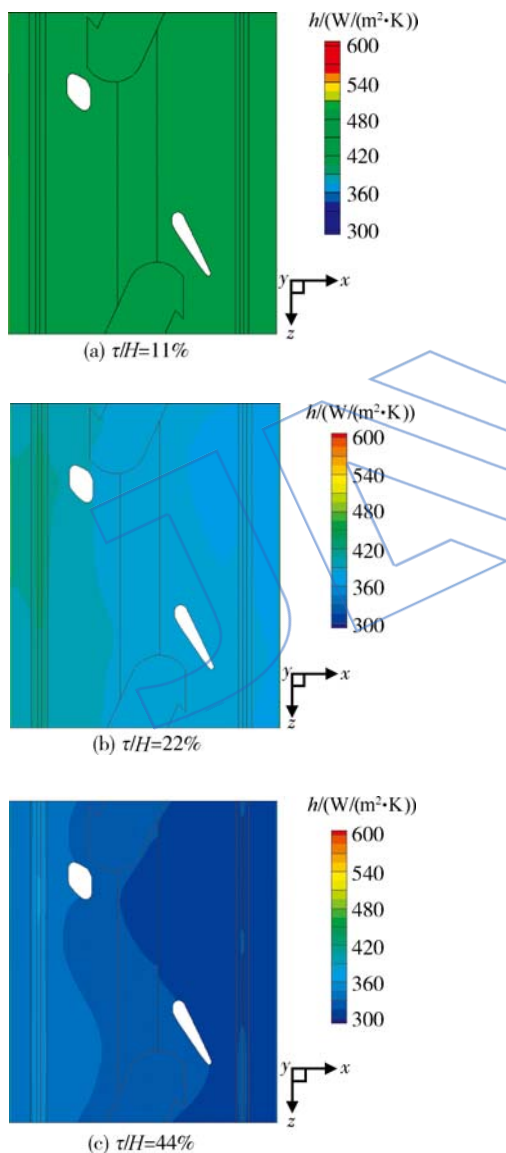 h/(W/(m²•K))
600
540
480
420
360
300
y
x
z
(a) τ/H=11%
h/(W/(m²•K))
600
540
480
420
360
300
y
x
z
(b) τ/H=22%
h/(W/(m²•K))
600
540
480
420
360
300
y
x
z
(c) τ/H=44%